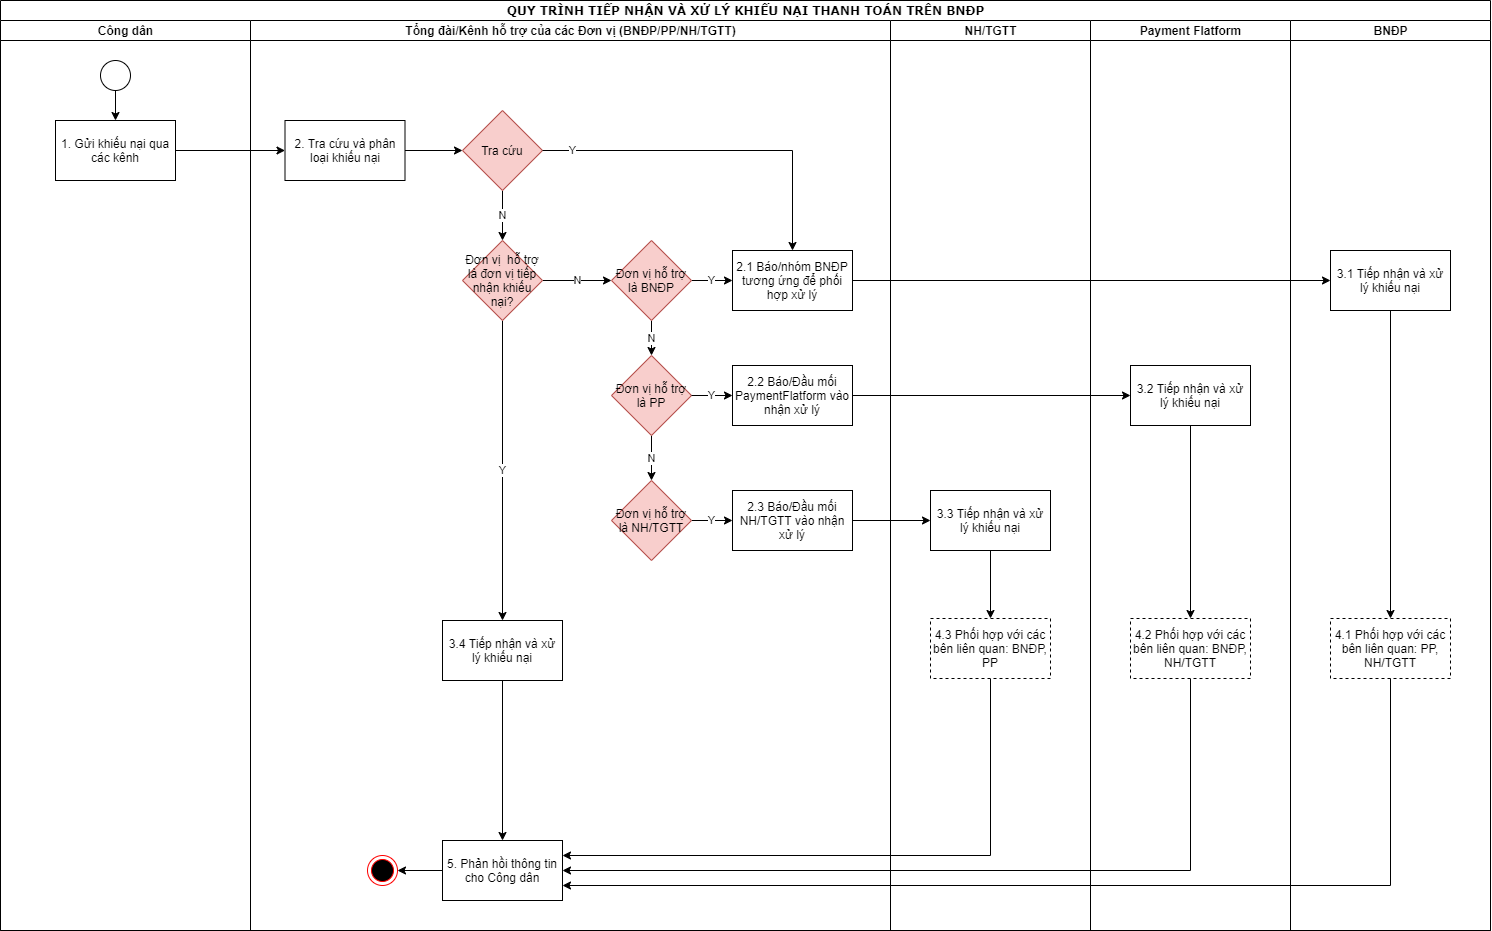 QUY TRÌNH TIẾP NHẬN VÀ XỬ LÝ KHIẾU NẠI THANH TOÁN TRÊN BNĐP
Công dân
Tổng đài/Kênh hỗ trợ của các Đơn vị (BNĐP/PP/NH/TGTT)
NH/TGTT
Payment Flatform
BNĐP
1. Gửi khiếu nại qua
các kênh
2. Tra cứu và phân
loại khiếu nại
Tra cứu
Y
N
Đơn vị hỗ trợ
là đơn vị tiếp
nhận khiếu
nại?
N
Đơn vị hỗ trợ
là BNĐP
Y
2.1 Báo/nhóm BNĐP
tương ứng để phối
hợp xử lý
3.1 Tiếp nhận và xử
lý khiếu nại
N
Đơn vị hỗ trợ
là PP
Y
2.2 Báo/Đầu mối
PaymentFlatform vào
nhận xử lý
3.2 Tiếp nhận và xử
lý khiếu nại
N
Y
Đơn vị hỗ trợ
là NH/TGTT
Y
2.3 Báo/Đầu mối
NH/TGTT vào nhận
xử lý
3.3 Tiếp nhận và xử
lý khiếu nại
3.4 Tiếp nhận và xử
lý khiếu nại
4.3 Phối hợp với các
bên liên quan: BNĐP,
PP
4.2 Phối hợp với các
bên liên quan: BNĐP,
NH/TGTT
4.1 Phối hợp với các
bên liên quan: PP,
NH/TGTT
5. Phản hồi thông tin
cho Công dân